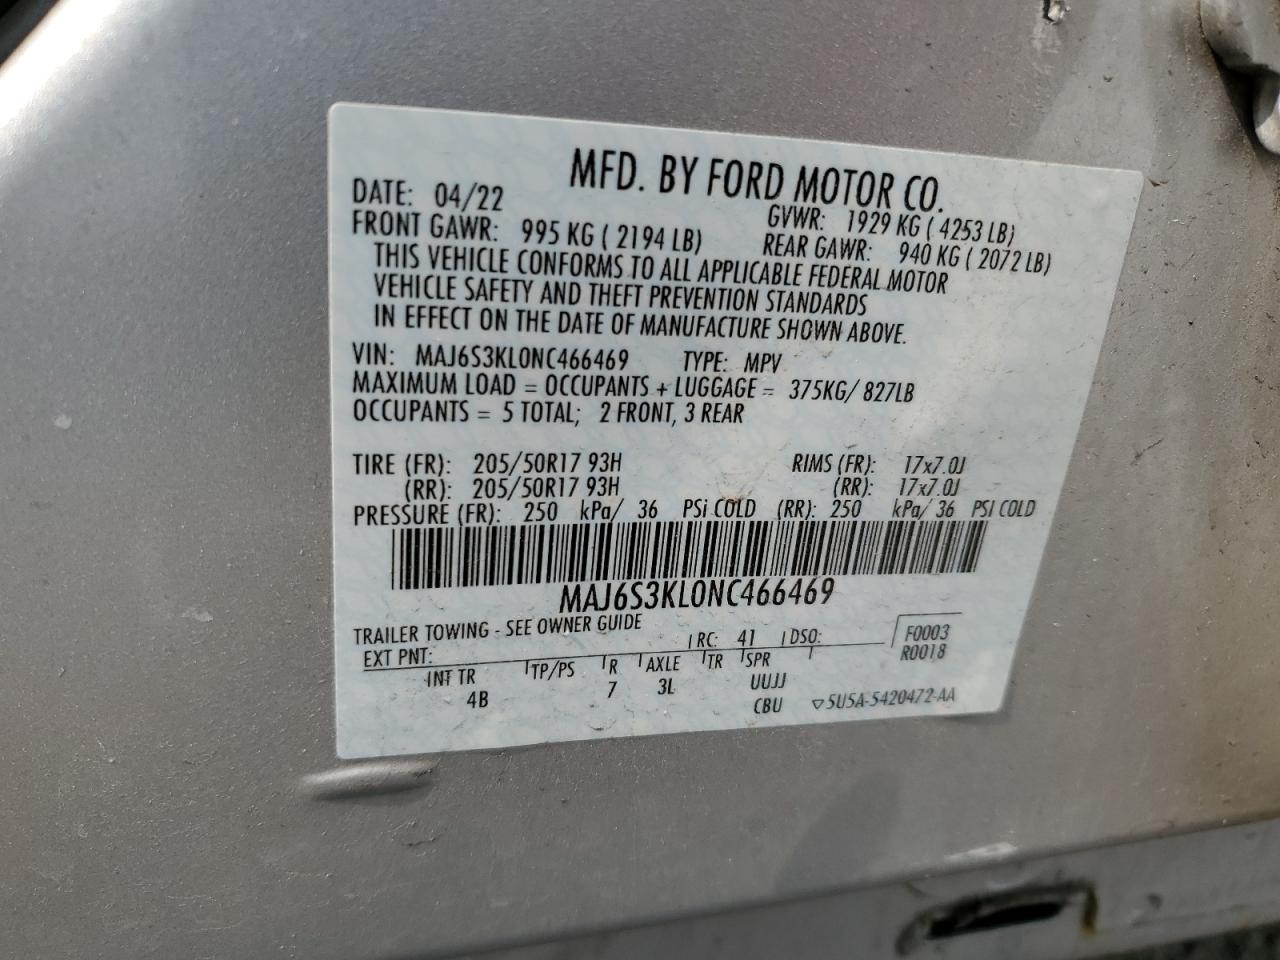 MFD. BY FORD MOTOR CO.
DATE: 04/22 GVWR: 1929 KG ( 4253 LB)
FRONT GAWR: 995 KG ( 2194 LB) REAR GAWR: 940 KG ( 2072 LB)
THIS VEHICLE CONFORMS TO ALL APPLICABLE FEDERAL MOTOR
VEHICLE SAFETY AND THEFT PREVENTION STANDARDS
IN EFFECT ON THE DATE OF MANUFACTURE SHOWN ABOVE.
VIN: MAJ6S3KL0NC466469 TYPE: MPV
MAXIMUM LOAD = OCCUPANTS + LUGGAGE = 375KG/ 827LB
OCCUPANTS = 5 TOTAL; 2 FRONT, 3 REAR
TIRE (FR): 205/50R17 93H RIMS (FR): 17x7.0J
(RR): 205/50R17 93H (RR): 17x7.0J
PRESSURE (FR): 250 kPa/ 36 PSi COLD (RR): 250 kPa/ 36 PSI COLD
MAJ6S3KL0NC466469
TRAILER TOWING - SEE OWNER GUIDE
EXT PNT: RC: 41 DSO: F0003
R0018
INT TR TP/PS R AXLE TR SPR
4B 7 3L UUJJ
CBU 5U5A-5420472-AA